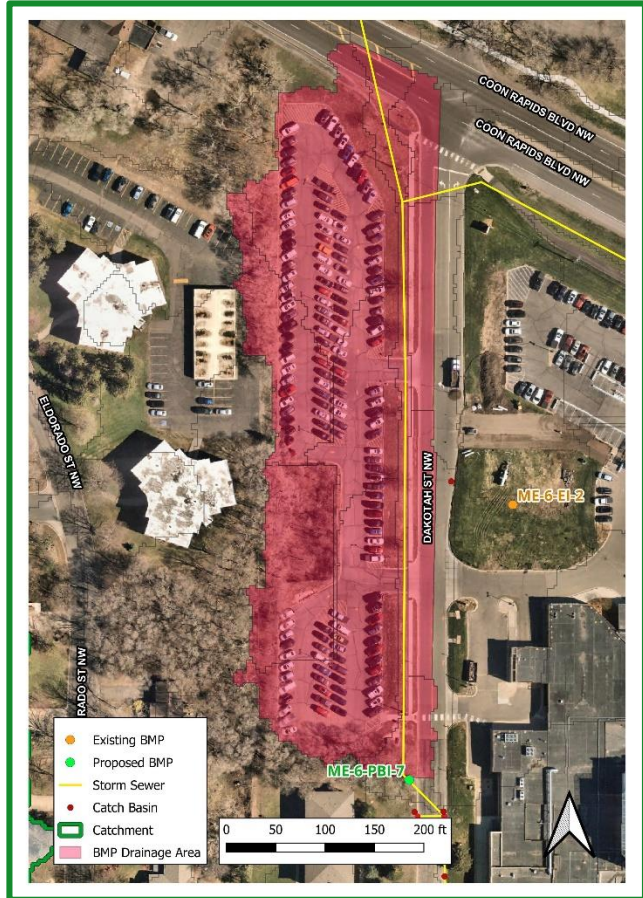 COON RAPIDS BLVD NW
COON RAPIDS BLVD NW
ELDORADO ST NW
DAKOTAH ST NW
ME-6-EI-2
RADO ST NW
ME-6-PBI-7
Existing BMP
Proposed BMP
Storm Sewer
Catch Basin
Catchment
BMP Drainage Area
0 50 100 150 200 ft